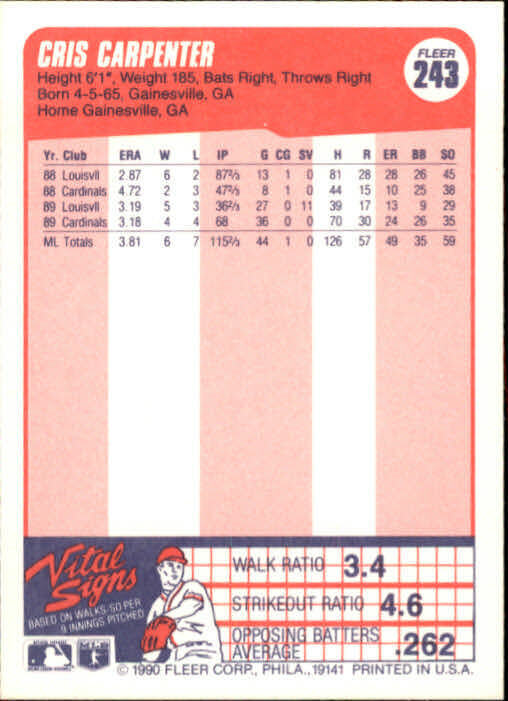 CRIS CARPENTER
FLEER
243
Height 6'1", Weight 185, Bats Right, Throws Right
Born 4-5-65, Gainesville, GA
Home Gainesville, GA
Yr. Club ERA W L IP G CG SV H R ER BB SO
88 Louisvll 2.87 6 2 87²/₃ 13 1 0 81 28 28 26 45
88 Cardinals 4.72 2 3 47²/₃ 8 1 0 44 15 10 25 38
89 Louisvll 3.19 5 3 36²/₃ 27 0 11 39 17 13 9 29
89 Cardinals 3.18 4 4 68 36 0 0 70 30 24 26 35
ML Totals 3.81 6 7 115²/₃ 44 1 0 126 57 49 35 59
Vital
Signs
BASED ON WALKS-SO PER
9 INNINGS PITCHED
WALK RATIO 3.4
STRIKEOUT RATIO 4.6
OPPOSING BATTERS
AVERAGE .262
© 1990 FLEER CORP., PHILA., 19141 PRINTED IN U.S.A.